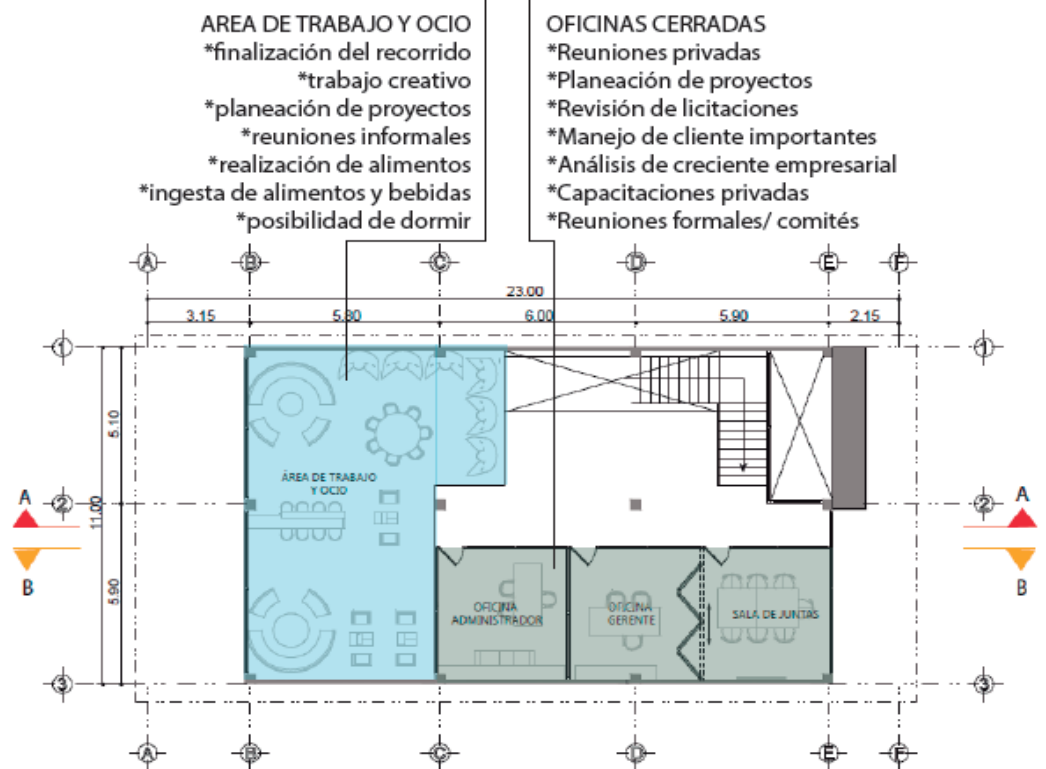 AREA DE TRABAJO Y OCIO
*finalización del recorrido
*trabajo creativo
*planeación de proyectos
*reuniones informales
*realización de alimentos
*ingesta de alimentos y bebidas
*posibilidad de dormir
OFICINAS CERRADAS
*Reuniones privadas
*Planeación de proyectos
*Revisión de licitaciones
*Manejo de cliente importantes
*Análisis de creciente empresarial
*Capacitaciones privadas
*Reuniones formales/ comités
A B C D E F
23.00
3.15 5.80 6.00 5.90 2.15
1 1
5.10
ÁREA DE TRABAJO
Y OCIO
A 2 11.00 2 A
B B
5.90
OFICINA
ADMINISTRADOR
OFICINA
GERENTE
SALA DE JUNTAS
3 3
A B C D E F